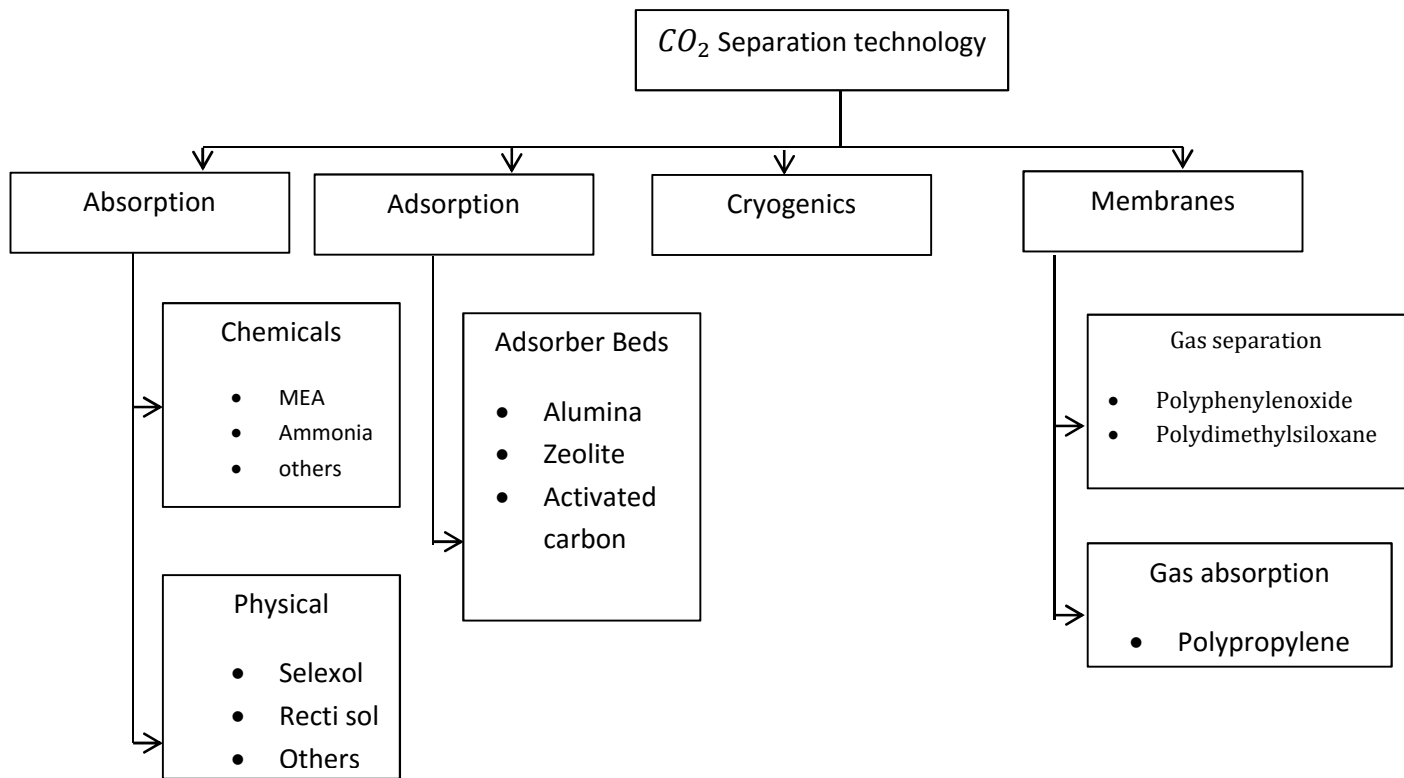 CO₂ Separation technology
Absorption
Adsorption
Cryogenics
Membranes
Chemicals
• MEA
• Ammonia
• others
Physical
• Selexol
• Recti sol
• Others
Adsorber Beds
• Alumina
• Zeolite
• Activated
carbon
Gas separation
• Polyphenylenoxide
• Polydimethylsiloxane
Gas absorption
• Polypropylene